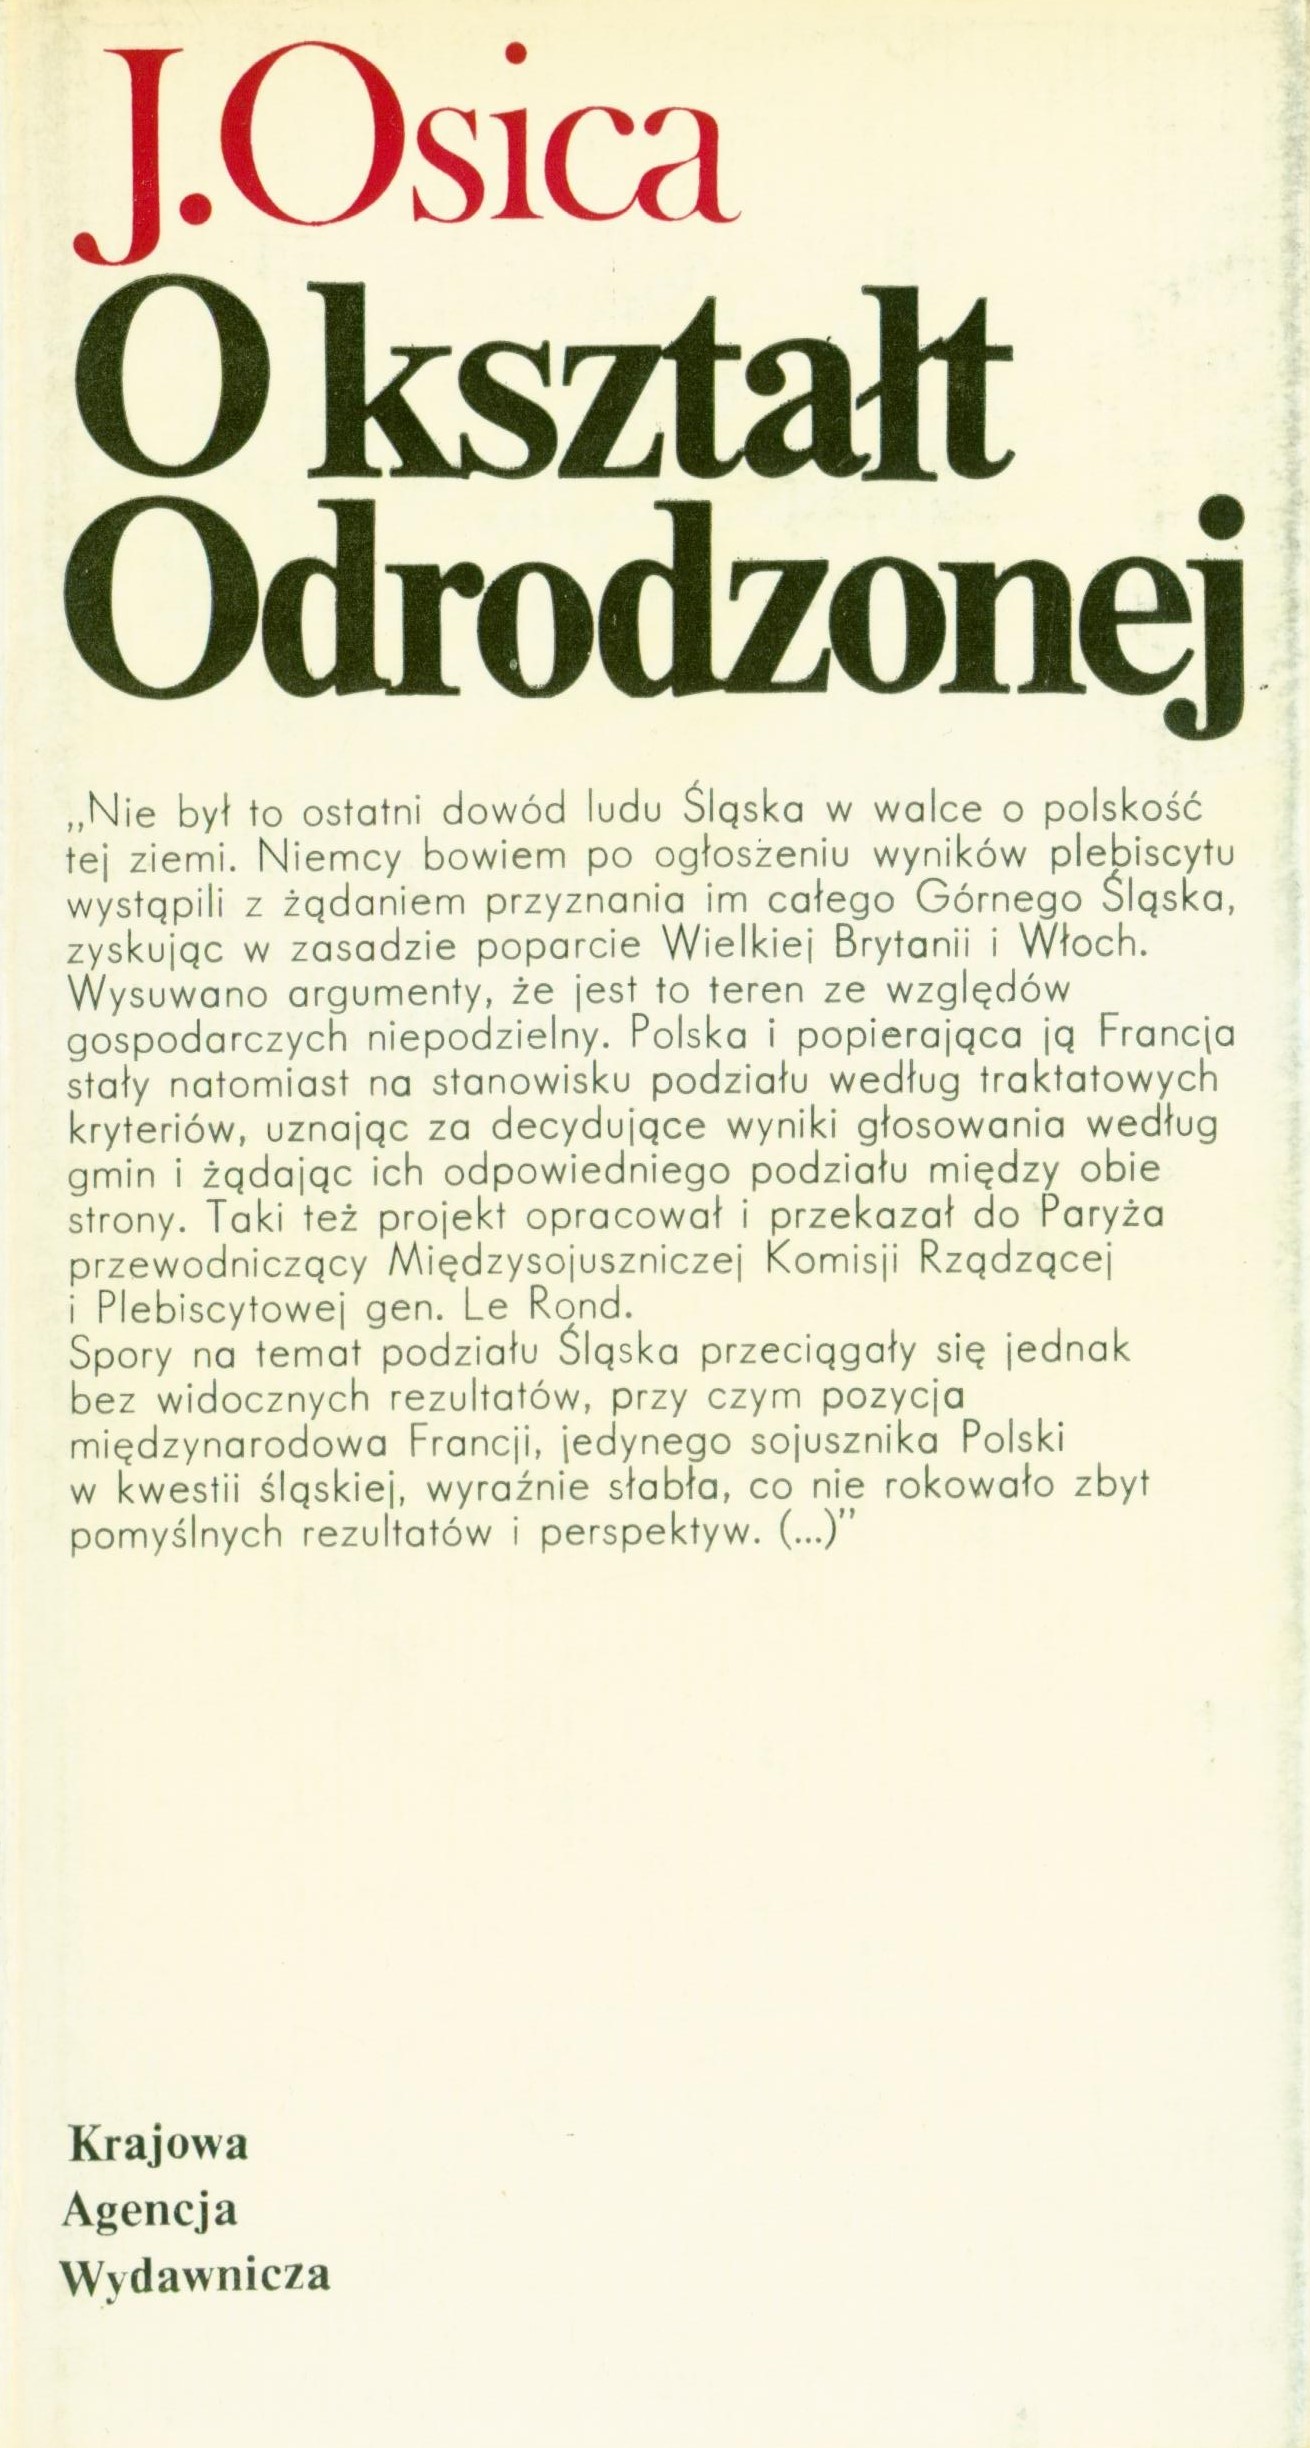 J. Osica
O kształt
Odrodzonej
„Nie był to ostatni dowód ludu Śląska w walce o polskość
tej ziemi. Niemcy bowiem po ogłoszeniu wyników plebiscytu
wystąpili z żądaniem przyznania im całego Górnego Śląska,
zyskując w zasadzie poparcie Wielkiej Brytanii i Włoch.
Wysuwano argumenty, że jest to teren ze względów
gospodarczych niepodzielny. Polska i popierająca ją Francja
stały natomiast na stanowisku podziału według traktatowych
kryteriów, uznając za decydujące wyniki głosowania według
gmin i żądając ich odpowiedniego podziału między obie
strony. Taki też projekt opracował i przekazał do Paryża
przewodniczący Międzysojuszniczej Komisji Rządzącej
i Plebiscytowej gen. Le Rond.
Spory na temat podziału Śląska przeciągały się jednak
bez widocznych rezultatów, przy czym pozycja
międzynarodowa Francji, jedynego sojusznika Polski
w kwestii śląskiej, wyraźnie słabła, co nie rokowało zbyt
pomyślnych rezultatów i perspektyw. (...)”
Krajowa
Agencja
Wydawnicza